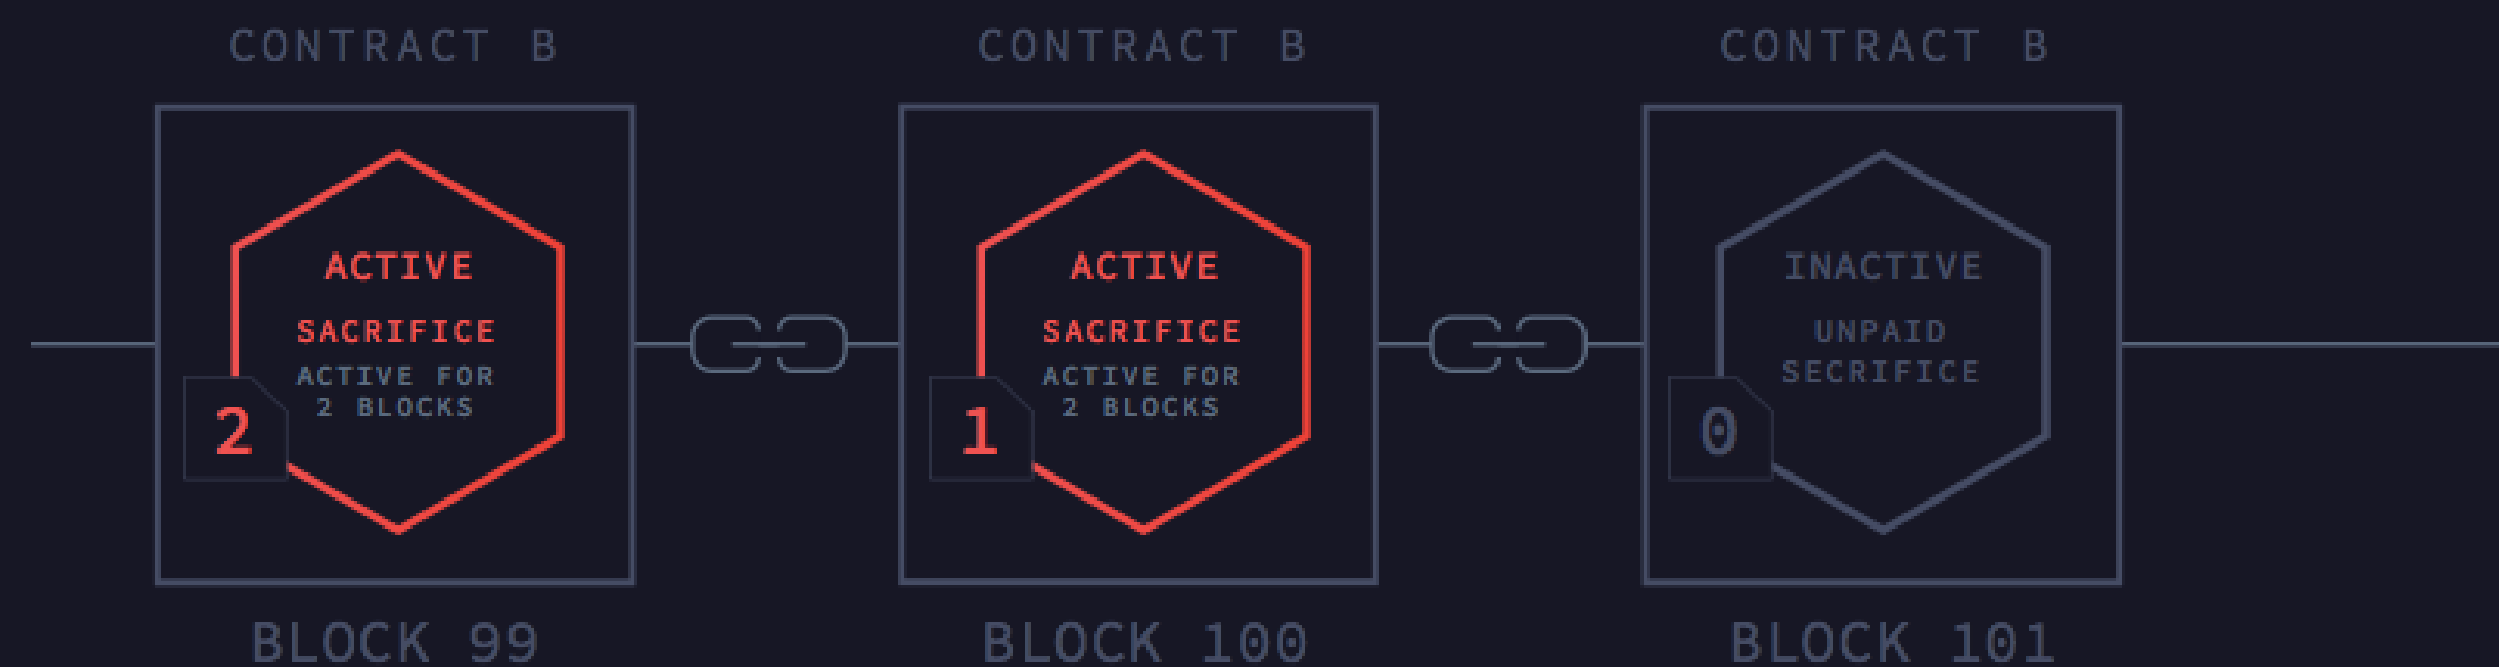 CONTRACT B
CONTRACT B
CONTRACT B
ACTIVE
SACRIFICE
ACTIVE FOR
2 BLOCKS
2
ACTIVE
SACRIFICE
ACTIVE FOR
2 BLOCKS
1
INACTIVE
UNPAID
SECRIFICE
0
BLOCK 99
BLOCK 100
BLOCK 101